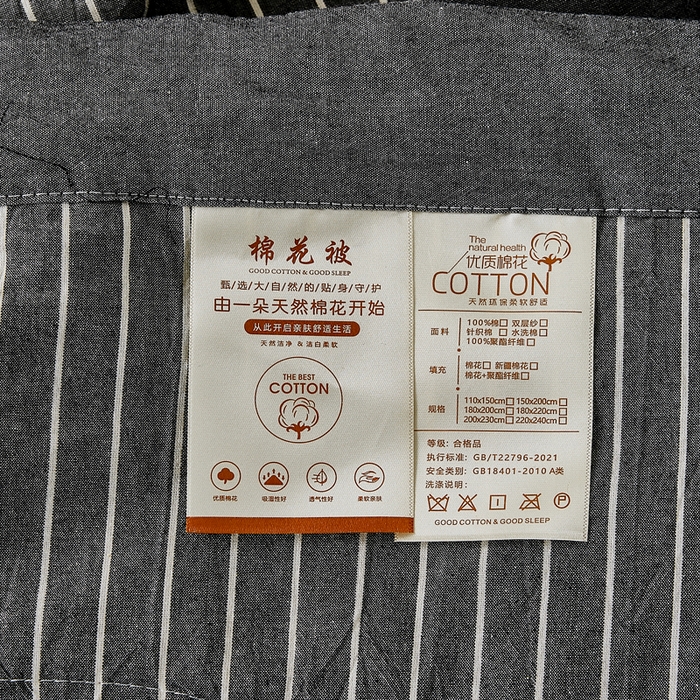 棉花被
GOOD COTTON & GOOD SLEEP
甄/选/大/自/然/的/贴/身/守/护
由一朵天然棉花开始
从此开启亲肤舒适生活
天然洁净 & 洁白柔软
THE BEST
COTTON
优质棉花 吸湿性好 透气性好 柔软亲肤
The
natural health
优质棉花
COTTON
天然环保柔软舒适
面料 100%棉□ 双层纱□
针织棉□ 水洗棉□
100%聚酯纤维□
填充 棉花□ 新疆棉花□
棉花+聚酯纤维□
规格 110x150cm□ 150x200cm□
180x200cm□ 180x220cm□
200x230cm□ 220x240cm□
等级: 合格品
执行标准: GB/T22796-2021
安全类别: GB18401-2010 A类
洗涤说明:
GOOD COTTON & GOOD SLEEP